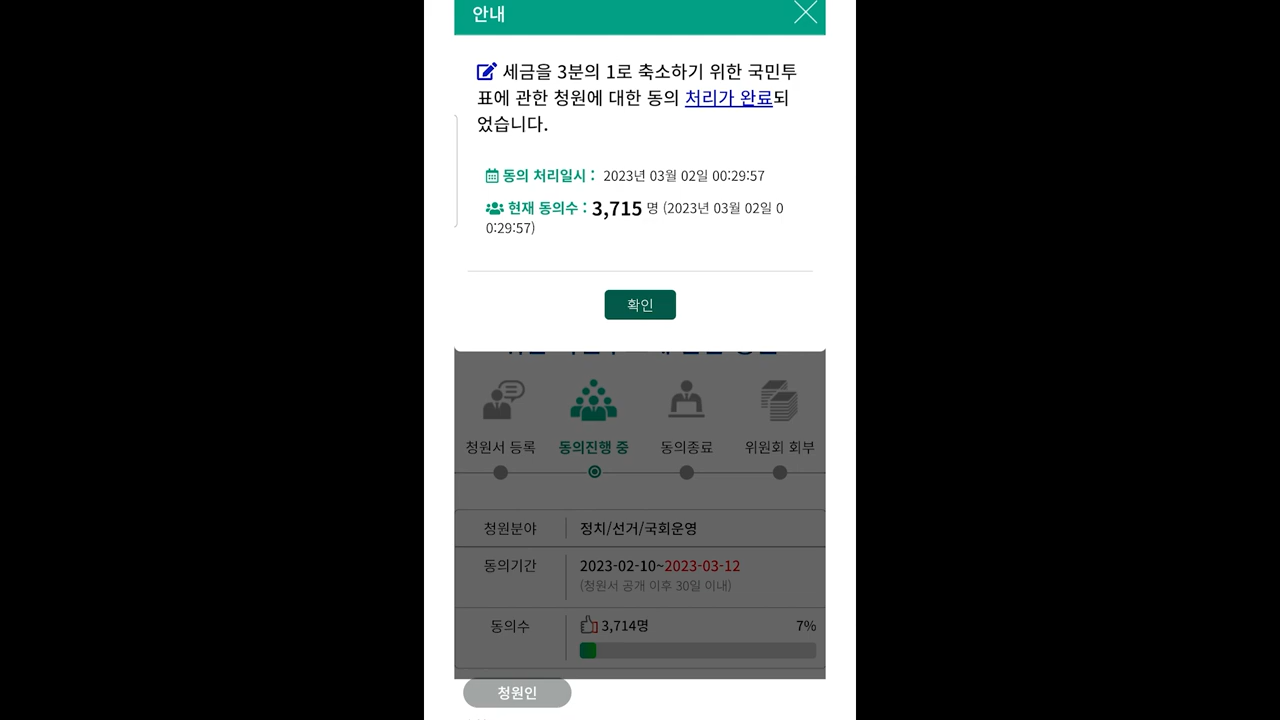 안내
세금을 3분의 1로 축소하기 위한 국민투
표에 관한 청원에 대한 동의 처리가 완료되
었습니다.
동의 처리일시 : 2023년 03월 02일 00:29:57
현재 동의수 : 3,715 명 (2023년 03월 02일 0
0:29:57)
확인
청원서 등록 동의진행 중 동의종료 위원회 회부
청원분야 정치/선거/국회운영
동의기간 2023-02-10~2023-03-12
(청원서 공개 이후 30일 이내)
동의수 3,714명 7%
청원인